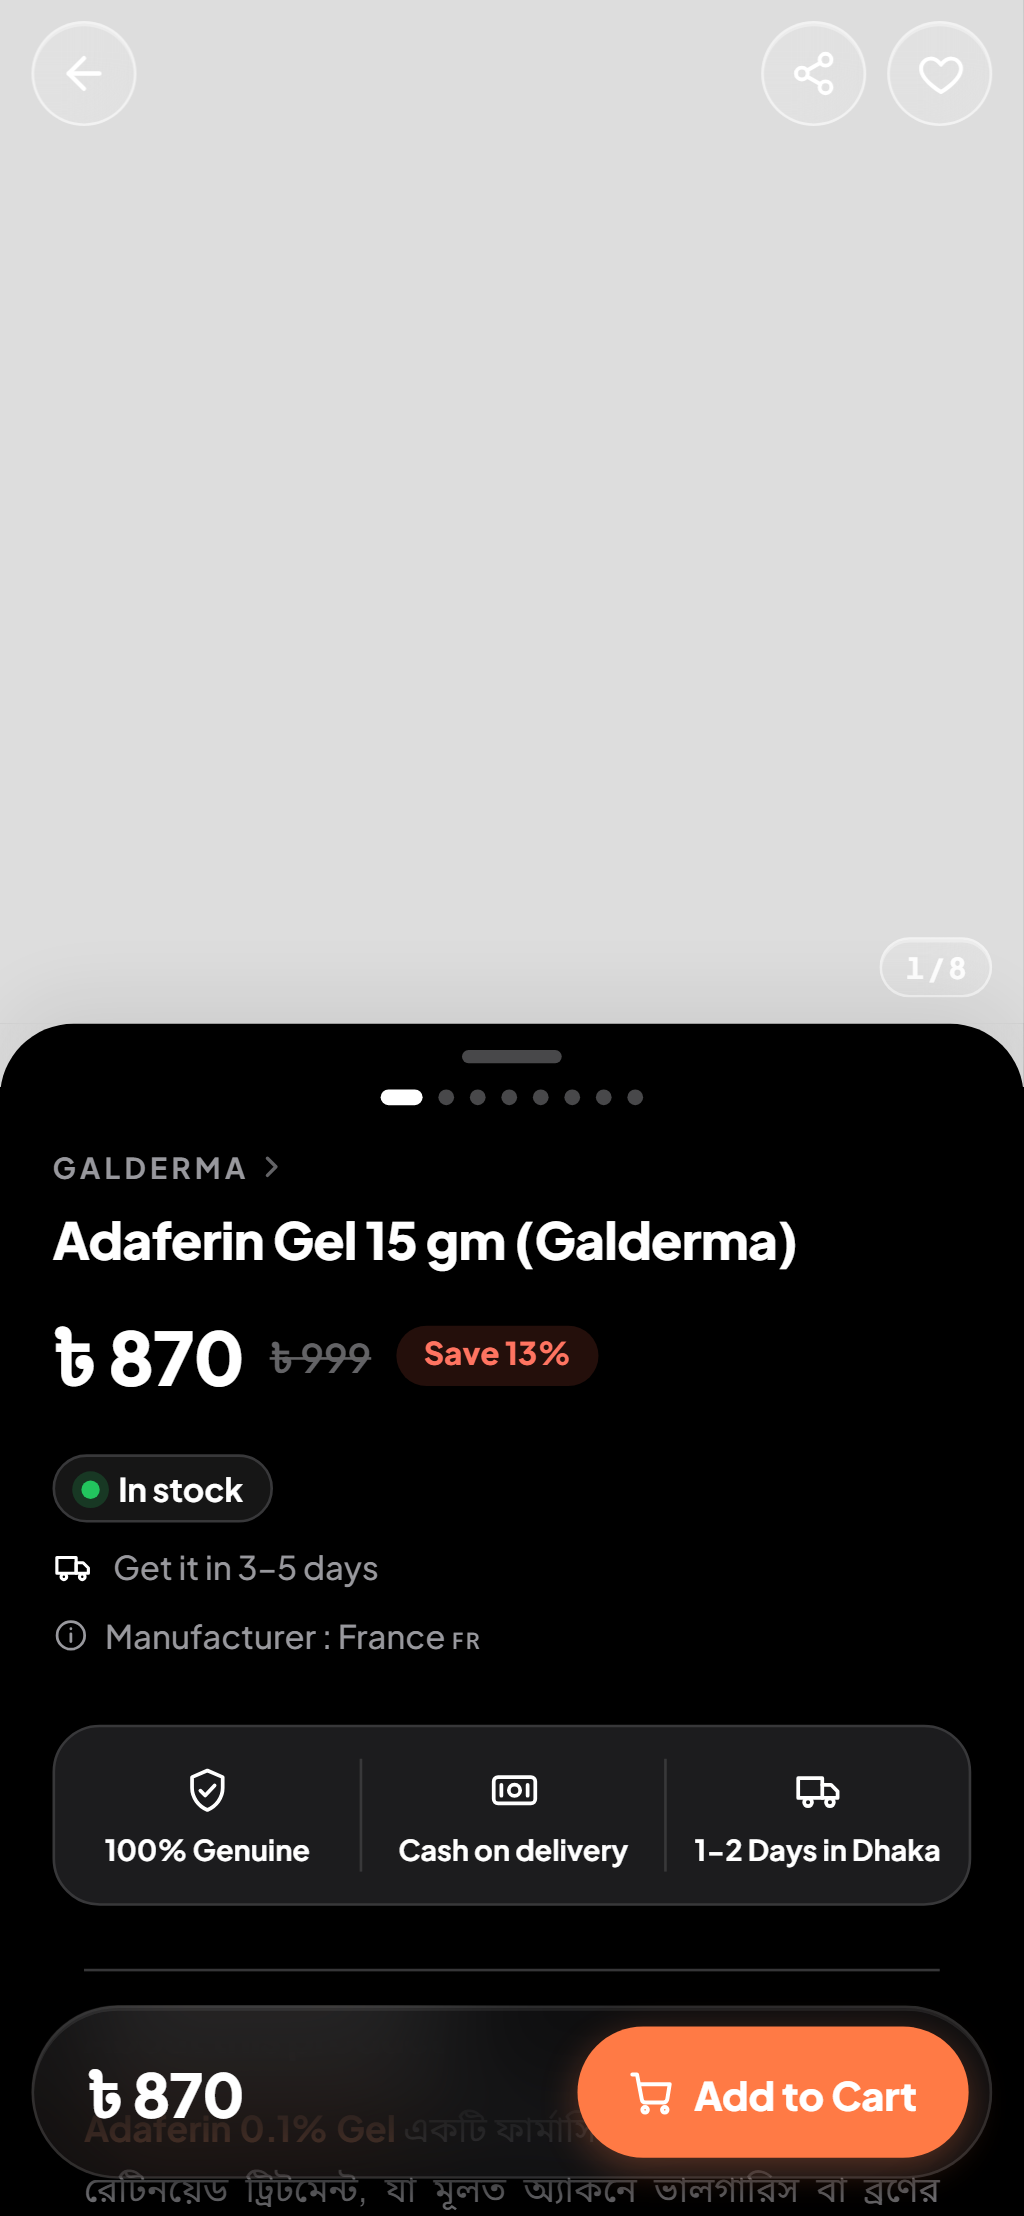 1/8
GALDERMA
Adaferin Gel 15 gm (Galderma)
৳ 870 ৳ 999 Save 13%
In stock
Get it in 3-5 days
Manufacturer : France FR
100% Genuine Cash on delivery 1-2 Days in Dhaka
৳ 870 Add to Cart
Adaferin 0.1% Gel একটি
রেটিনয়েড ট্রিটমেন্ট, যা মূলত অ্যাকনে ভালগারিস বা ব্রণের